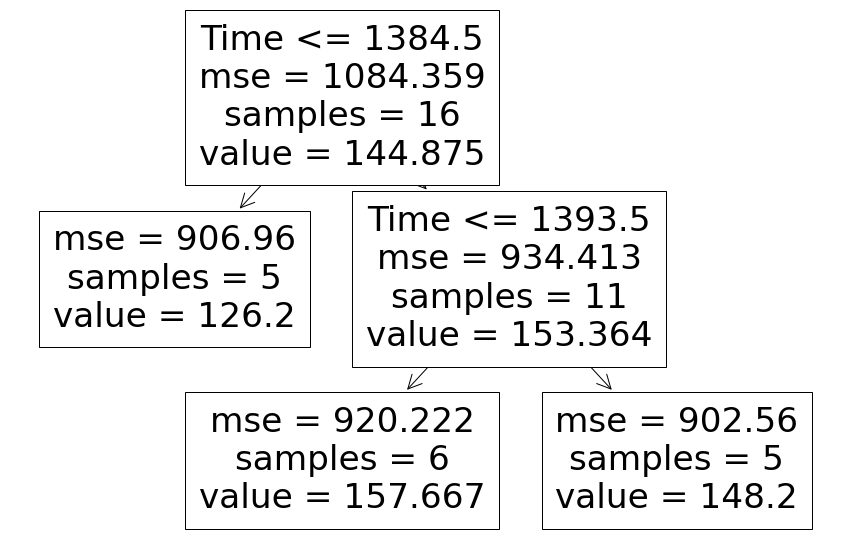 Time <= 1384.5
mse = 1084.359
samples = 16
value = 144.875
mse = 906.96
samples = 5
value = 126.2
Time <= 1393.5
mse = 934.413
samples = 11
value = 153.364
mse = 920.222
samples = 6
value = 157.667
mse = 902.56
samples = 5
value = 148.2